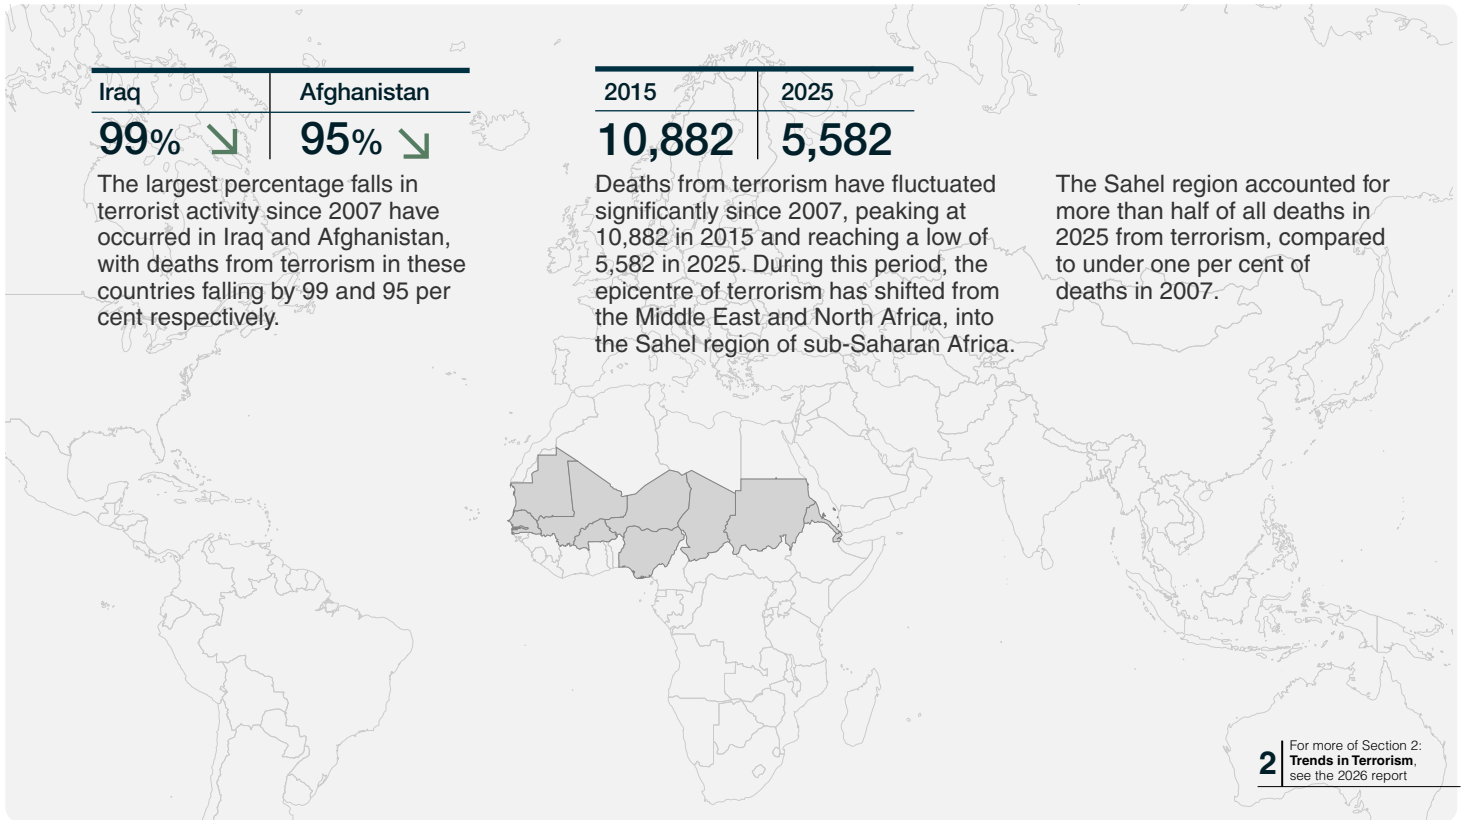 Iraq
Afghanistan
99%
95%
The largest percentage falls in
terrorist activity since 2007 have
occurred in Iraq and Afghanistan,
with deaths from terrorism in these
countries falling by 99 and 95 per
cent respectively.
2015
2025
10,882
5,582
Deaths from terrorism have fluctuated
significantly since 2007, peaking at
10,882 in 2015 and reaching a low of
5,582 in 2025. During this period, the
epicentre of terrorism has shifted from
the Middle East and North Africa, into
the Sahel region of sub-Saharan Africa.
The Sahel region accounted for
more than half of all deaths in
2025 from terrorism, compared
to under one per cent of
deaths in 2007.
2
For more of Section 2:
Trends in Terrorism,
see the 2026 report